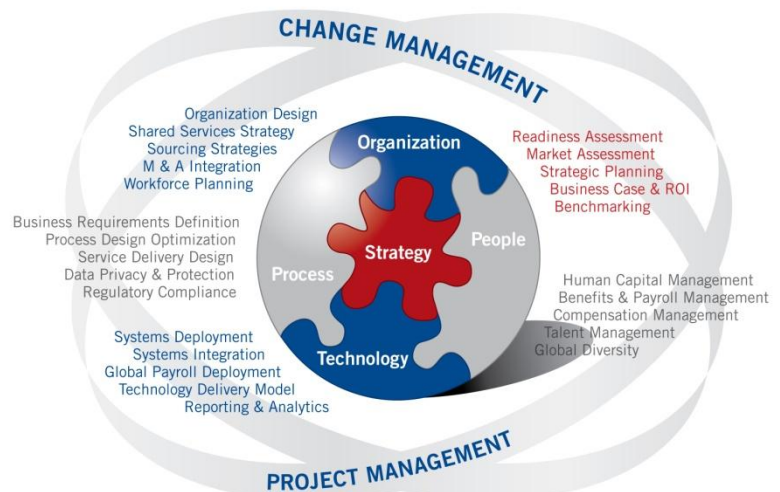 CHANGE MANAGEMENT
Organization Design
Shared Services Strategy
Sourcing Strategies
M & A Integration
Workforce Planning
Organization
Readiness Assessment
Market Assessment
Strategic Planning
Business Case & ROI
Benchmarking
Business Requirements Definition
Process Design Optimization
Service Delivery Design
Data Privacy & Protection
Regulatory Compliance
Process
Strategy
People
Human Capital Management
Benefits & Payroll Management
Compensation Management
Talent Management
Global Diversity
Systems Deployment
Systems Integration
Global Payroll Deployment
Technology Delivery Model
Reporting & Analytics
Technology
PROJECT MANAGEMENT